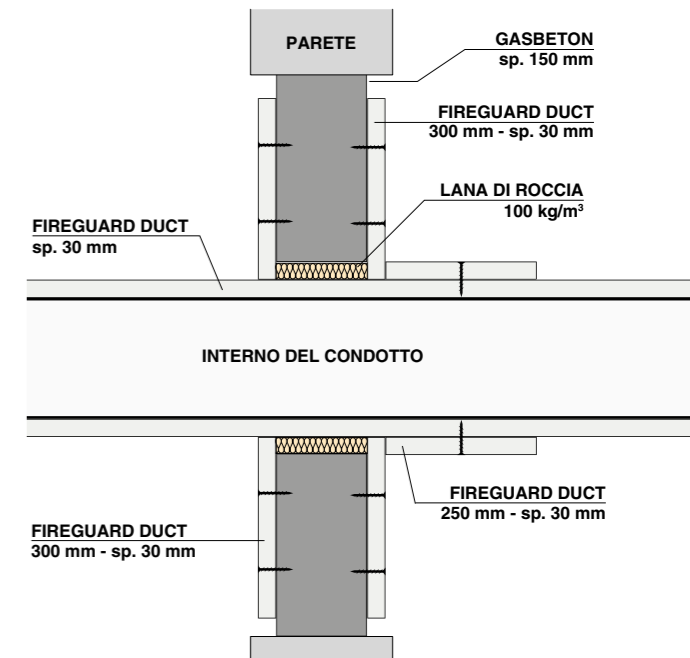 PARETE
GASBETON
sp. 150 mm
FIREGUARD DUCT
300 mm - sp. 30 mm
LANA DI ROCCIA
100 kg/m³
FIREGUARD DUCT
sp. 30 mm
INTERNO DEL CONDOTTO
FIREGUARD DUCT
250 mm - sp. 30 mm
FIREGUARD DUCT
300 mm - sp. 30 mm